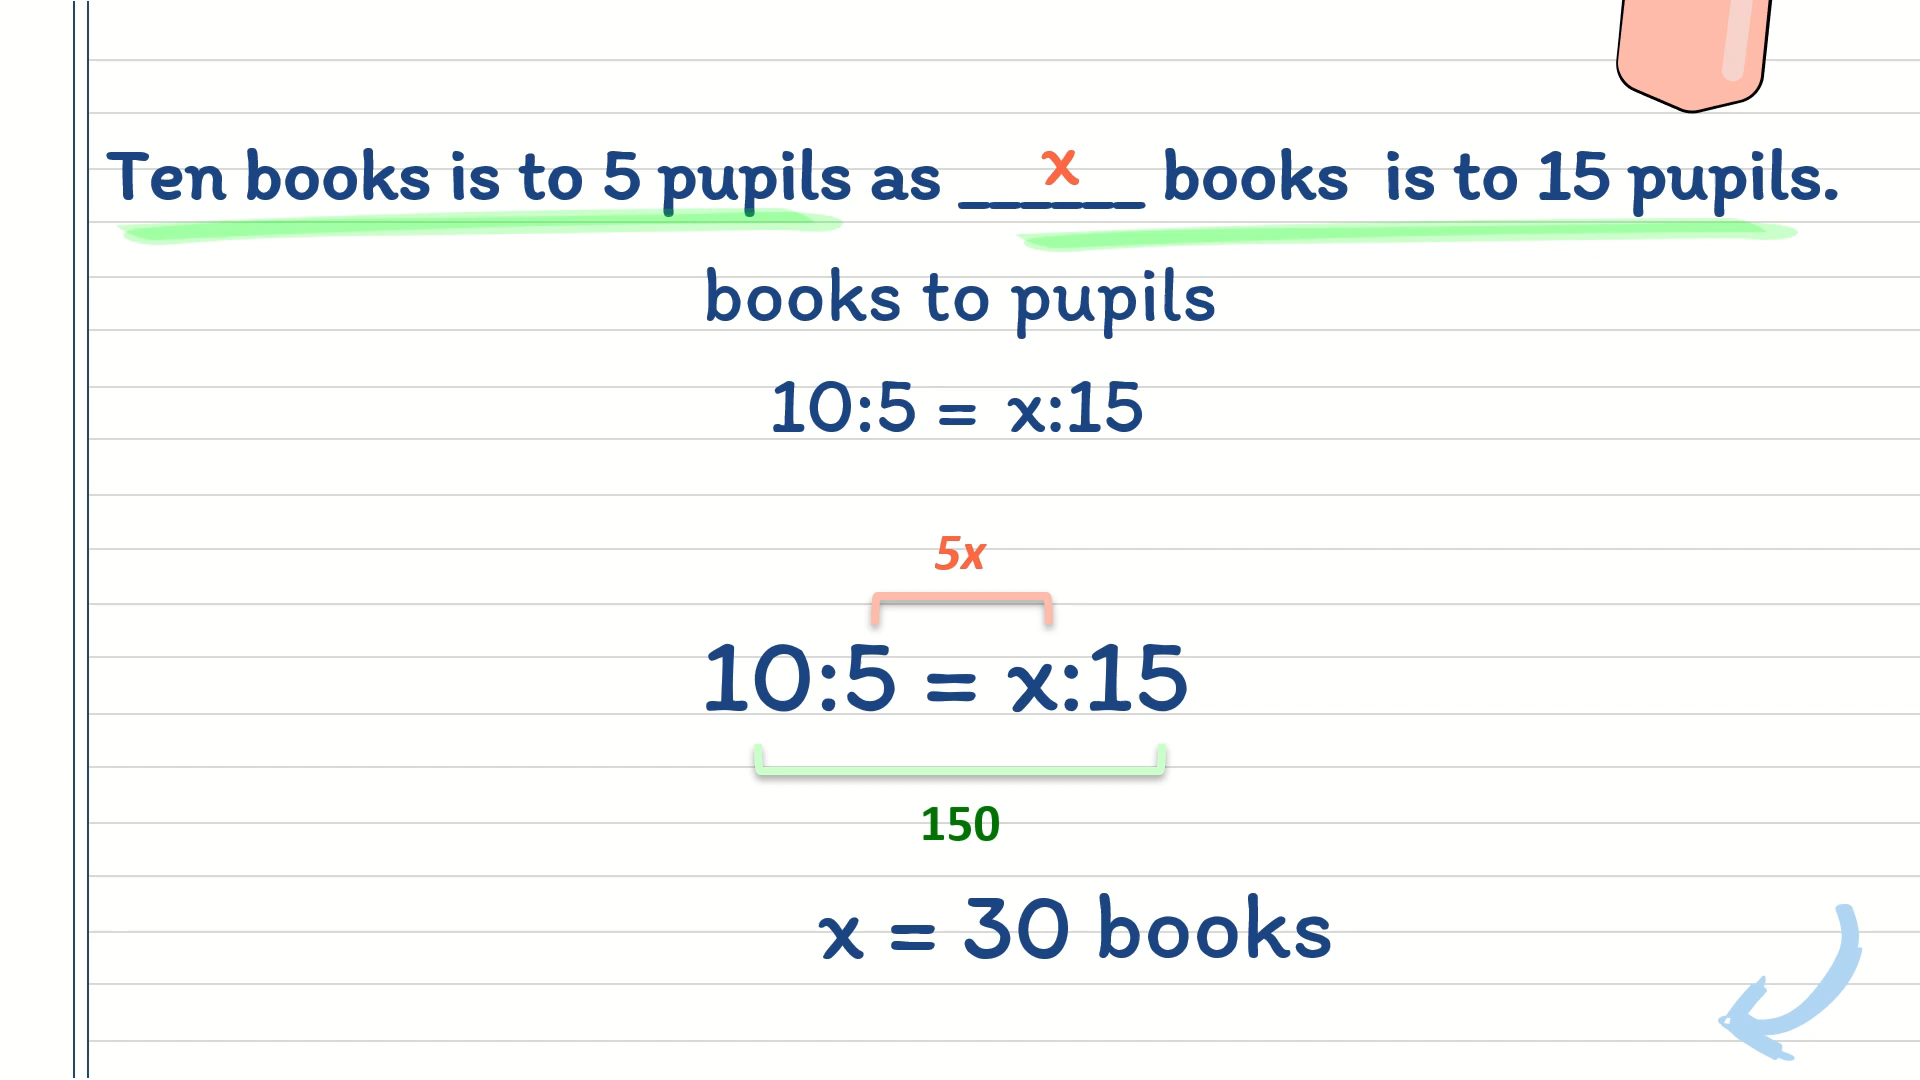 Ten books is to 5 pupils as ______ books is to 15 pupils.
x
books to pupils
10:5 = x:15
5x
10:5 = x:15
150
x = 30 books